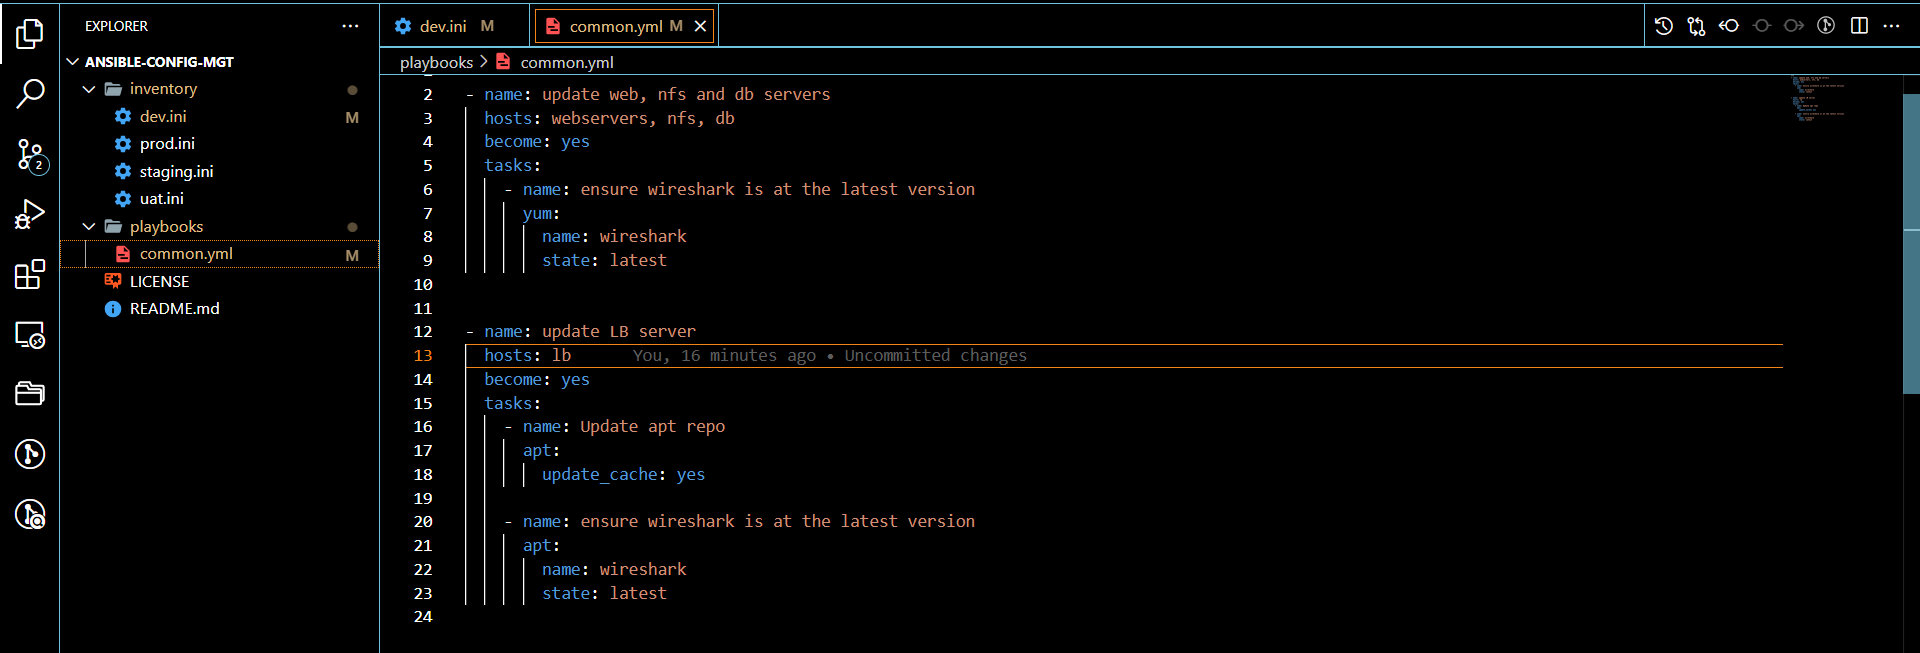 EXPLORER
ANSIBLE-CONFIG-MGT
inventory
dev.ini M
prod.ini
staging.ini
uat.ini
playbooks
common.yml M
LICENSE
README.md
2
dev.ini M
common.yml M
playbooks > common.yml
2 - name: update web, nfs and db servers
3 hosts: webservers, nfs, db
4 become: yes
5 tasks:
6 - name: ensure wireshark is at the latest version
7 yum:
8 name: wireshark
9 state: latest
10
11
12 - name: update LB server
13 hosts: lb You, 16 minutes ago • Uncommitted changes
14 become: yes
15 tasks:
16 - name: Update apt repo
17 apt:
18 update_cache: yes
19
20 - name: ensure wireshark is at the latest version
21 apt:
22 name: wireshark
23 state: latest
24